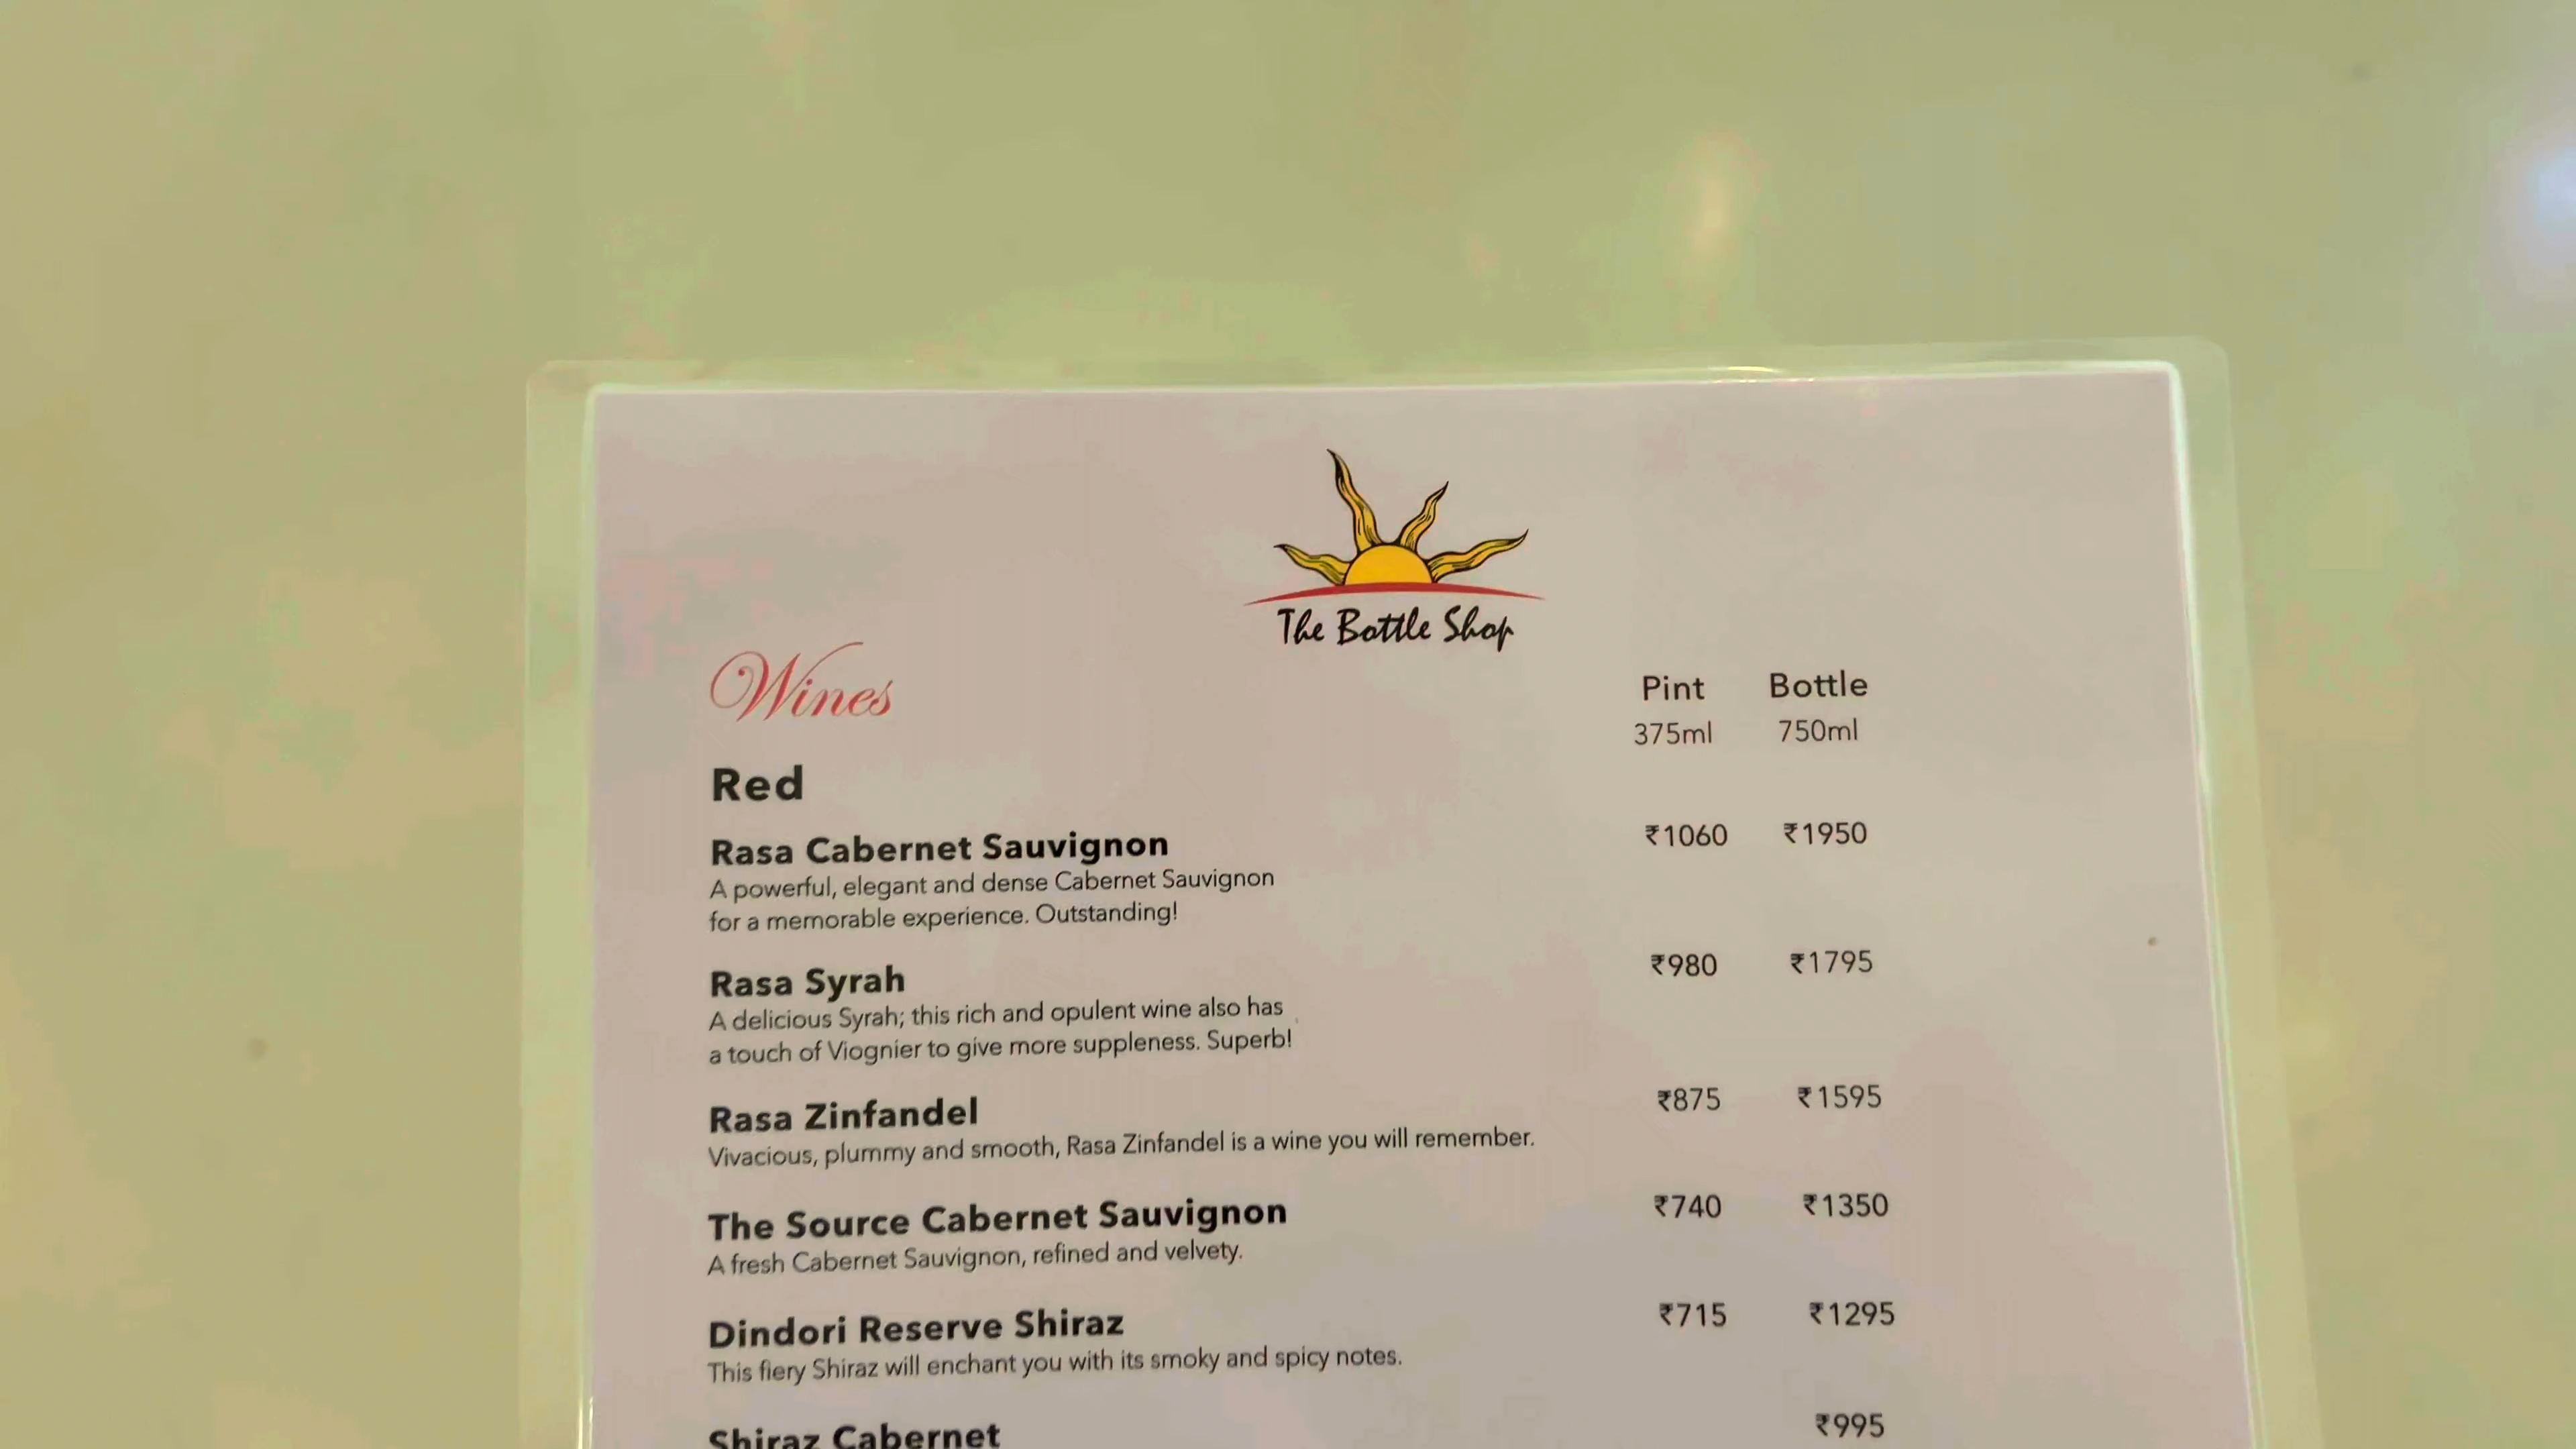 The Bottle Shop
Wines
Pint Bottle
375ml 750ml
Red
Rasa Cabernet Sauvignon ₹1060 ₹1950
A powerful, elegant and dense Cabernet Sauvignon
for a memorable experience. Outstanding!
Rasa Syrah ₹980 ₹1795
A delicious Syrah; this rich and opulent wine also has
a touch of Viognier to give more suppleness. Superb!
Rasa Zinfandel ₹875 ₹1595
Vivacious, plummy and smooth, Rasa Zinfandel is a wine you will remember.
The Source Cabernet Sauvignon ₹740 ₹1350
A fresh Cabernet Sauvignon, refined and velvety.
Dindori Reserve Shiraz ₹715 ₹1295
This fiery Shiraz will enchant you with its smoky and spicy notes.
Shiraz Cabernet ₹995